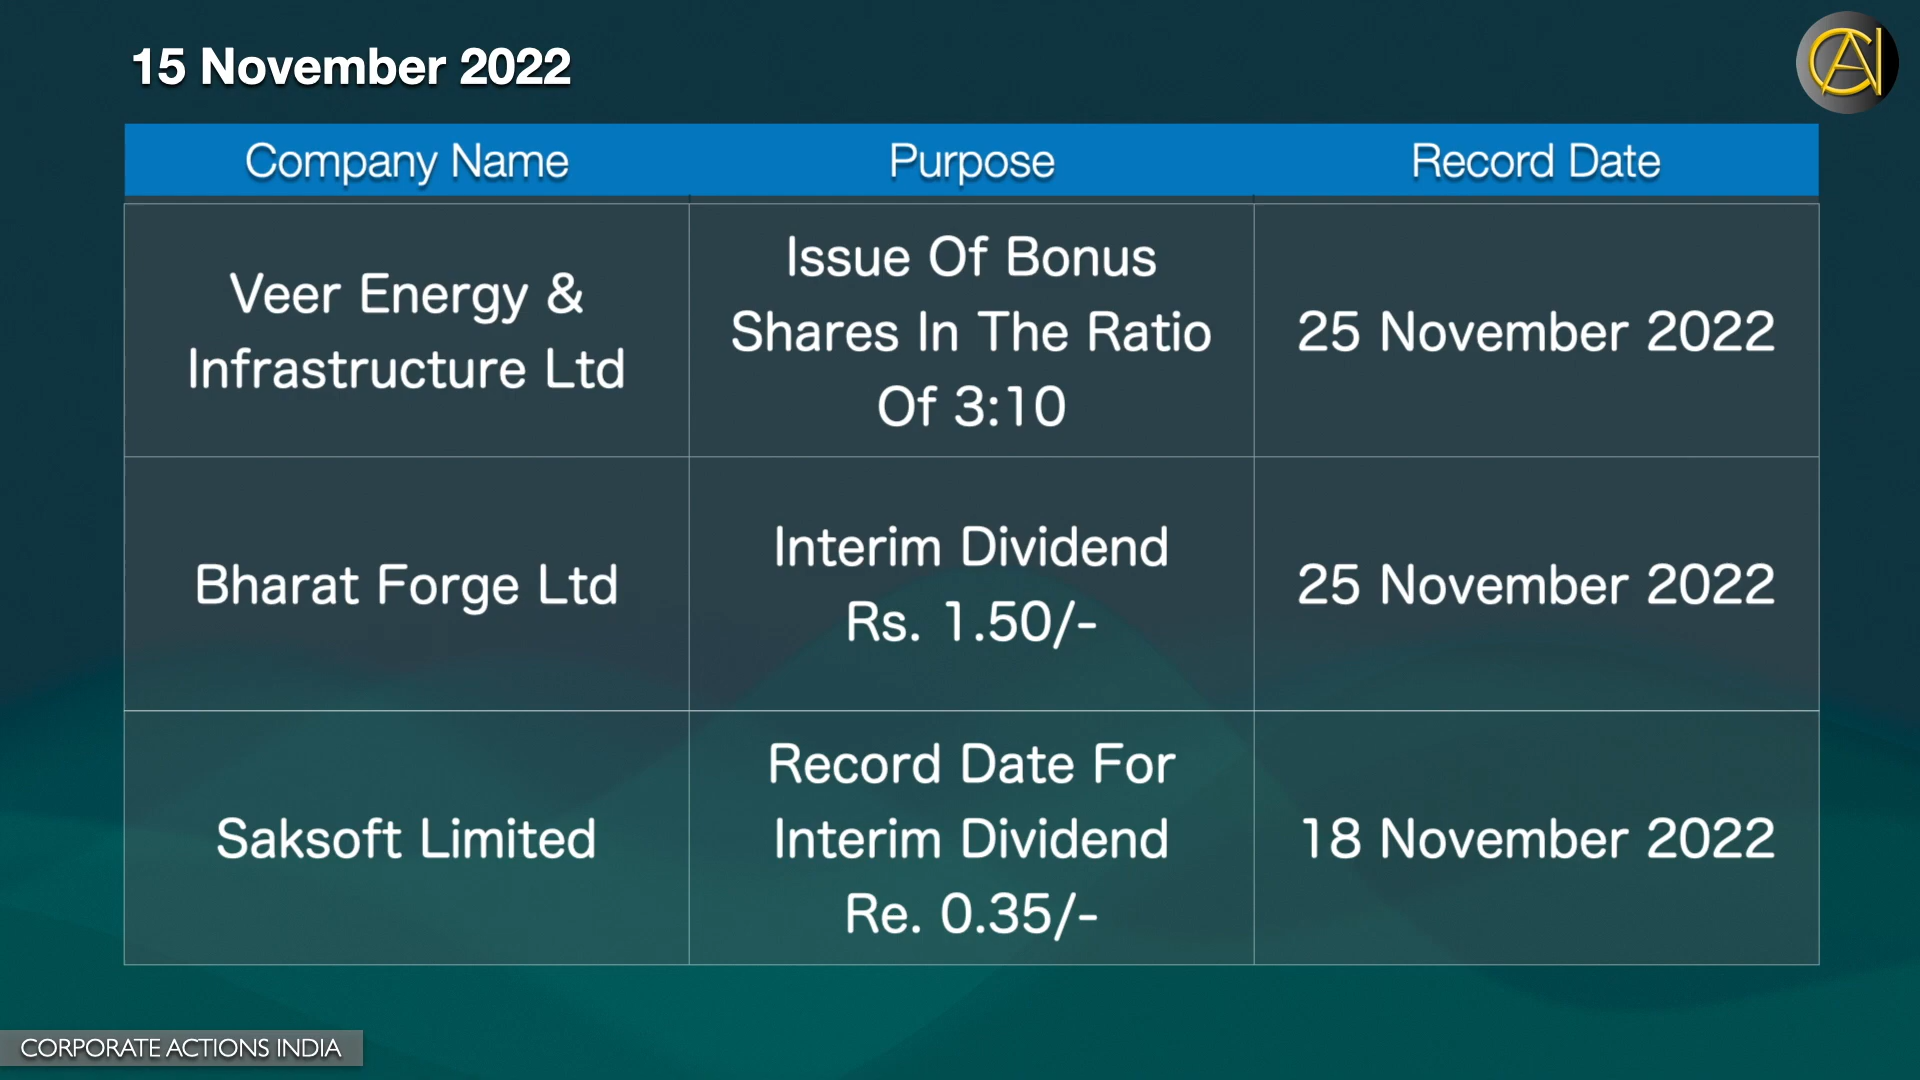 15 November 2022
CAI
Company Name
Purpose
Record Date
Veer Energy &
Infrastructure Ltd
Issue Of Bonus
Shares In The Ratio
Of 3:10
25 November 2022
Bharat Forge Ltd
Interim Dividend
Rs. 1.50/-
25 November 2022
Saksoft Limited
Record Date For
Interim Dividend
Re. 0.35/-
18 November 2022
CORPORATE ACTIONS INDIA